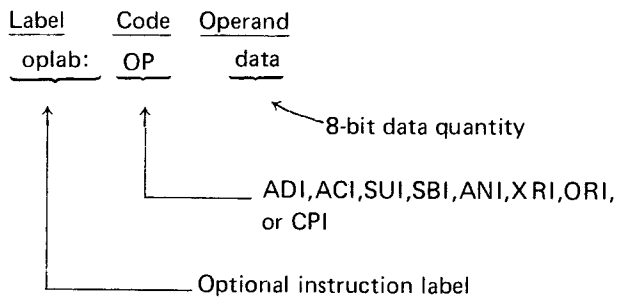 Label Code Operand
oplab: OP data
8-bit data quantity
ADI,ACI,SUI,SBI,ANI,XRI,ORI,
or CPI
Optional instruction label